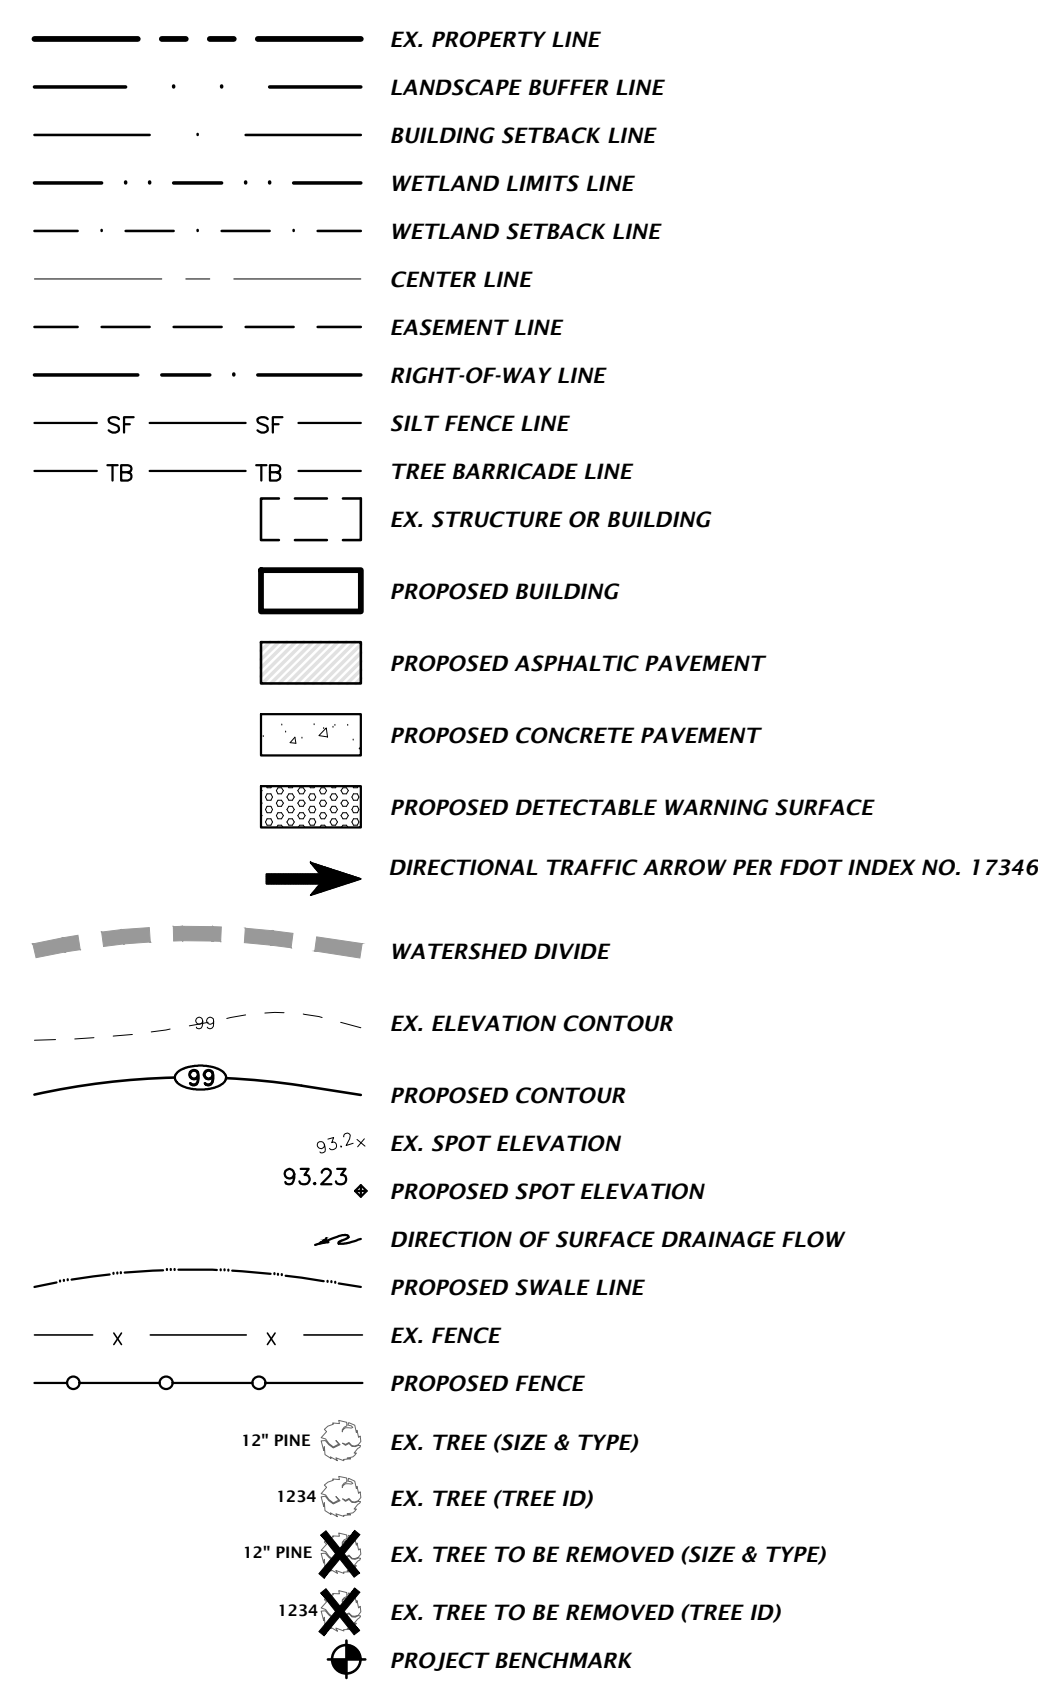 EX. PROPERTY LINE
LANDSCAPE BUFFER LINE
BUILDING SETBACK LINE
WETLAND LIMITS LINE
WETLAND SETBACK LINE
CENTER LINE
EASEMENT LINE
RIGHT-OF-WAY LINE
SF SF SILT FENCE LINE
TB TB TREE BARRICADE LINE
EX. STRUCTURE OR BUILDING
PROPOSED BUILDING
PROPOSED ASPHALTIC PAVEMENT
PROPOSED CONCRETE PAVEMENT
PROPOSED DETECTABLE WARNING SURFACE
DIRECTIONAL TRAFFIC ARROW PER FDOT INDEX NO. 17346
WATERSHED DIVIDE
99 EX. ELEVATION CONTOUR
99 PROPOSED CONTOUR
93.2x EX. SPOT ELEVATION
93.23 PROPOSED SPOT ELEVATION
DIRECTION OF SURFACE DRAINAGE FLOW
PROPOSED SWALE LINE
X X EX. FENCE
PROPOSED FENCE
12" PINE EX. TREE (SIZE & TYPE)
1234 EX. TREE (TREE ID)
12" PINE EX. TREE TO BE REMOVED (SIZE & TYPE)
1234 EX. TREE TO BE REMOVED (TREE ID)
PROJECT BENCHMARK